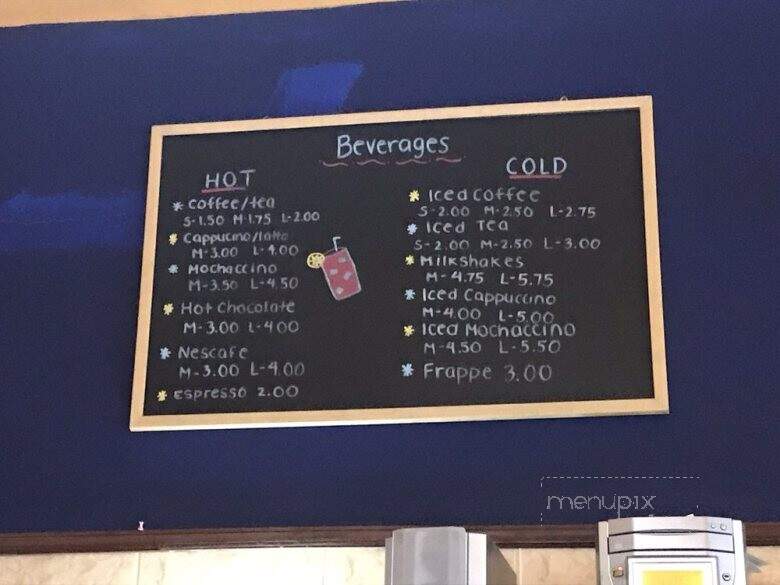 Beverages
HOT
* Coffee/tea
S-1.50 M-1.75 L-2.00
* Cappucino/latte
M-3.00 L-4.00
* Mochaccino
M-3.50 L-4.50
* Hot Chocolate
M-3.00 L-4.00
* Nescafe
M-3.00 L-4.00
* Espresso 2.00
COLD
* Iced Coffee
S-2.00 M-2.50 L-2.75
* Iced Tea
S-2.00 M-2.50 L-3.00
* Milkshakes
M-4.75 L-5.75
* Iced Cappuccino
M-4.00 L-5.00
* Iced Mochaccino
M-4.50 L-5.50
* Frappe 3.00
menupix